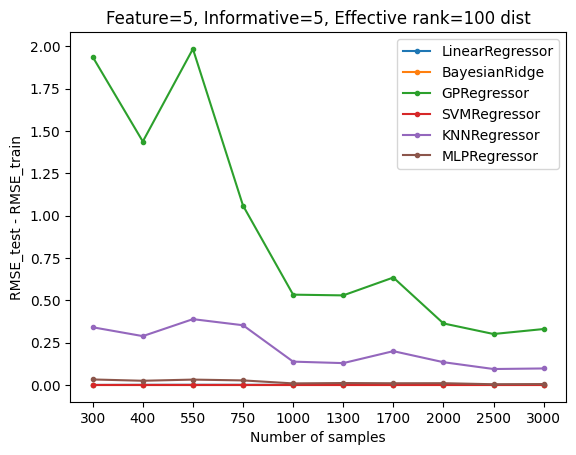 Feature=5, Informative=5, Effective rank=100 dist
RMSE_test - RMSE_train
2.00
1.75
1.50
1.25
1.00
0.75
0.50
0.25
0.00
LinearRegressor
BayesianRidge
GPRegressor
SVMRegressor
KNNRegressor
MLPRegressor
300 400 550 750 1000 1300 1700 2000 2500 3000
Number of samples